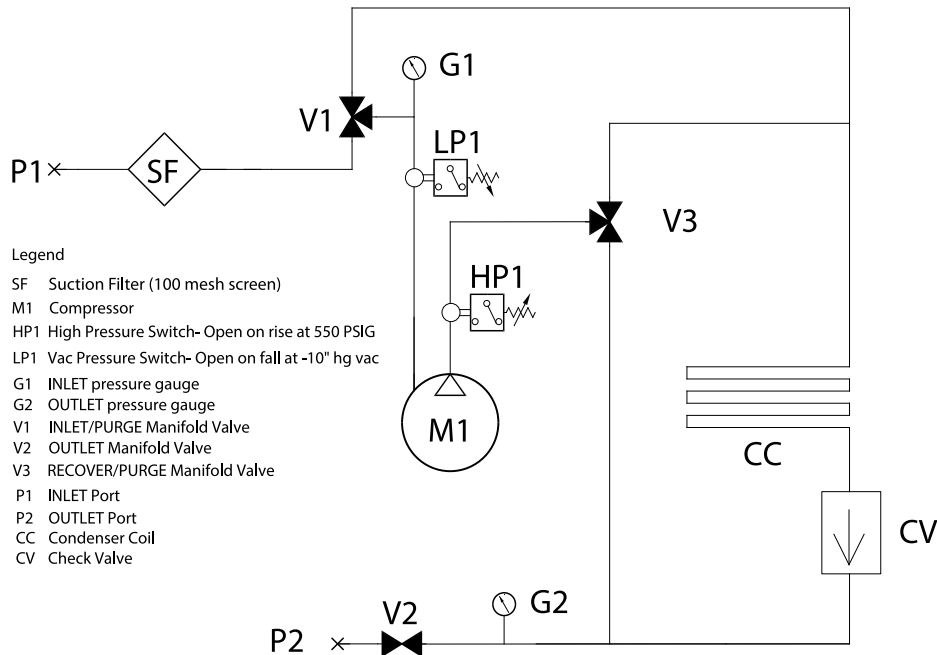 G1
V1
LP1
P1
SF
V3
HP1
Legend
SF Suction Filter (100 mesh screen)
M1 Compressor
HP1 High Pressure Switch- Open on rise at 550 PSIG
LP1 Vac Pressure Switch- Open on fall at -10" hg vac
G1 INLET pressure gauge
G2 OUTLET pressure gauge
V1 INLET/PURGE Manifold Valve
V2 OUTLET Manifold Valve
V3 RECOVER/PURGE Manifold Valve
P1 INLET Port
P2 OUTLET Port
CC Condenser Coil
CV Check Valve
M1
CC
CV
V2
G2
P2